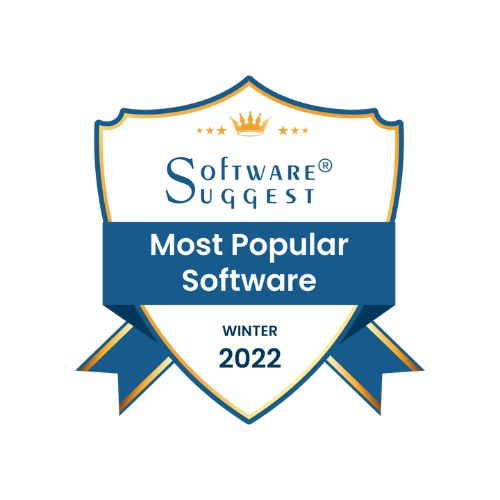 SOFTWARE®
SUGGEST
Most Popular
Software
WINTER
2022